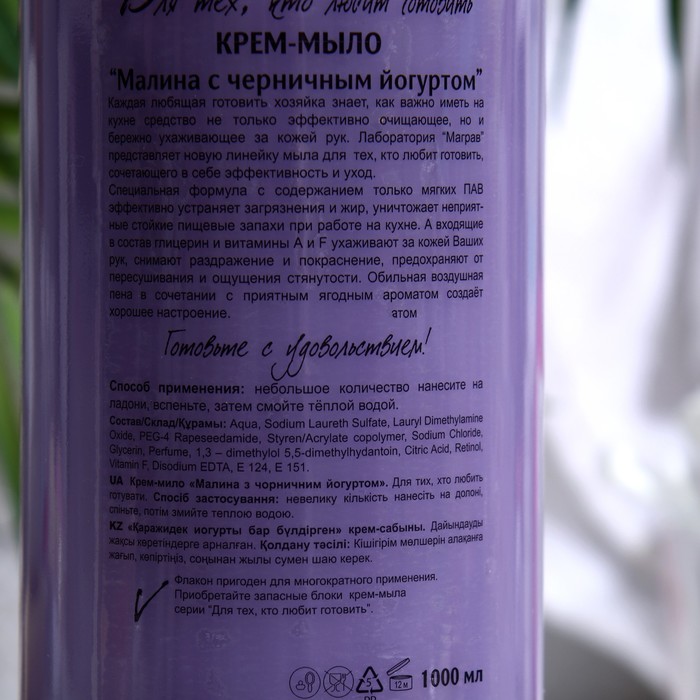 Для тех, кто любит готовить
КРЕМ-МЫЛО
"Малина с черничным йогуртом"
Каждая любящая готовить хозяйка знает, как важно иметь на
кухне средство не только эффективно очищающее, но и
бережно ухаживающее за кожей рук. Лаборатория "Маграв"
представляет новую линейку мыла для тех, кто любит готовить,
сочетающего в себе эффективность и уход.
Специальная формула с содержанием только мягких ПАВ
эффективно устраняет загрязнения и жир, уничтожает неприят-
ные стойкие пищевые запахи при работе на кухне. А входящие
в состав глицерин и витамины А и F ухаживают за кожей Ваших
рук, снимают раздражение и покраснение, предохраняют от
пересушивания и ощущения стянутости. Обильная воздушная
пена в сочетании с приятным ягодным ароматом создаёт
хорошее настроение. атом
Готовьте с удовольствием!
Способ применения: небольшое количество нанесите на
ладони, вспеньте, затем смойте тёплой водой.
Состав/Склад/Құрамы: Aqua, Sodium Laureth Sulfate, Lauryl Dimethylamine
Oxide, PEG-4 Rapeseedamide, Styren/Acrylate copolymer, Sodium Chloride,
Glycerin, Perfume, 1,3 – dimethylol 5,5-dimethylhydantoin, Citric Acid, Retinol,
Vitamin F, Disodium EDTA, E 124, E 151.
UA Крем-мило «Малина з чорничним йогуртом». Для тих, хто любить
готувати. Спосіб застосування: невелику кількість нанесіть на долоні,
спіньте, потім змийте теплою водою.
KZ «Қаражидек иогурты бар бүлдірген» крем-сабыны. Дайындауды
жақсы көретіндерге арналған. Қолдану тәсілі: Кішігірім мөлшерін алақанға
жағып, көпіртіңіз, соңынан жылы сумен шаю керек.
Флакон пригоден для многократного применения.
Приобретайте запасные блоки крем-мыла
серии "Для тех, кто любит готовить".
5
PP
12 м
1000 мл